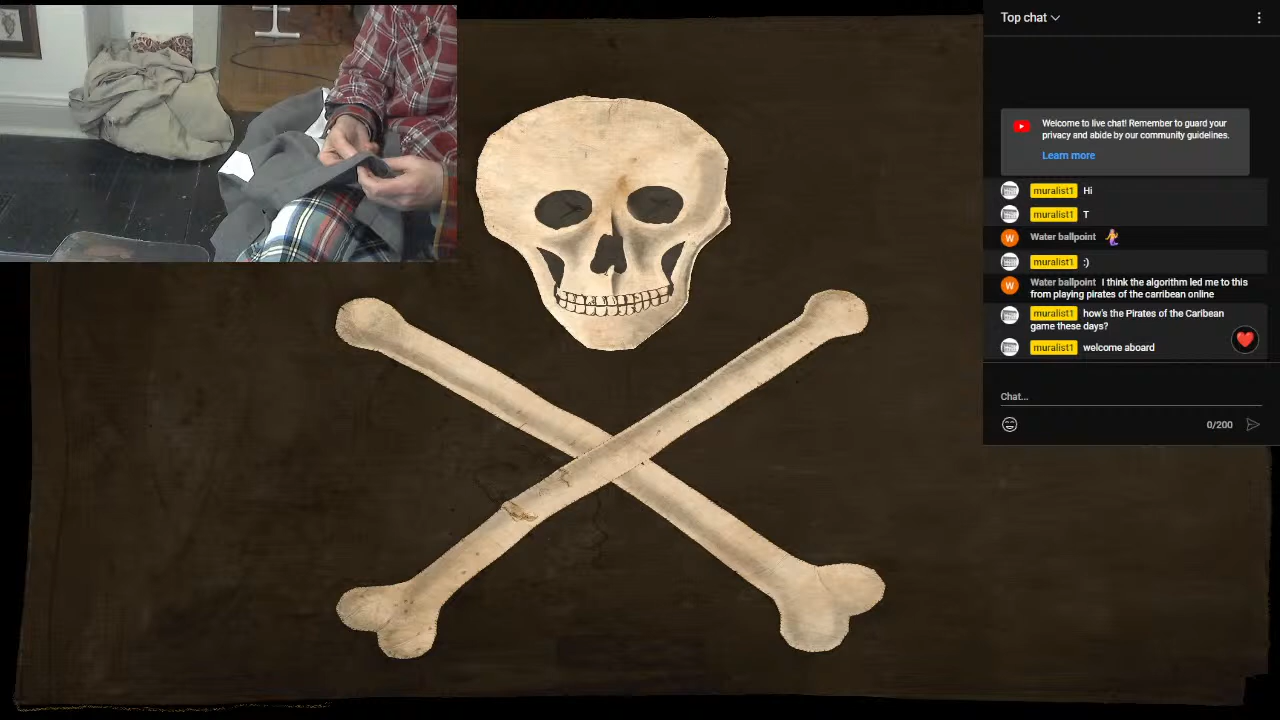 Top chat
Welcome to live chat! Remember to guard your
privacy and abide by our community guidelines.
Learn more
muralist1 Hi
muralist1 T
W Water ballpoint 🧜‍♀️
muralist1 :)
W Water ballpoint I think the algorithm led me to this
from playing pirates of the carribean online
muralist1 how's the Pirates of the Caribean
game these days?
muralist1 welcome aboard
Chat...
0/200